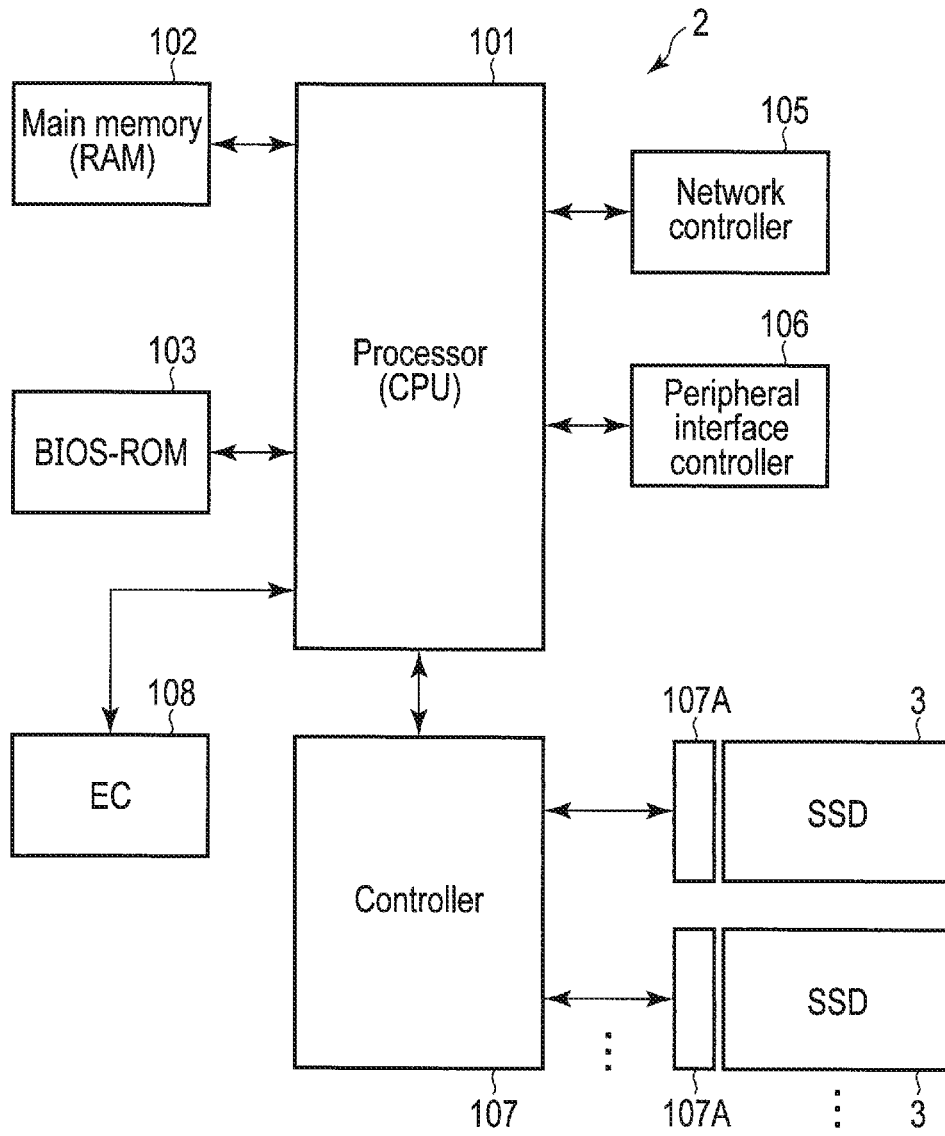 2
102
101
105
Main memory
(RAM)
Network
controller
103
106
Processor
(CPU)
BIOS-ROM
Peripheral
interface
controller
108
107A
3
EC
SSD
Controller
SSD
107
107A
3